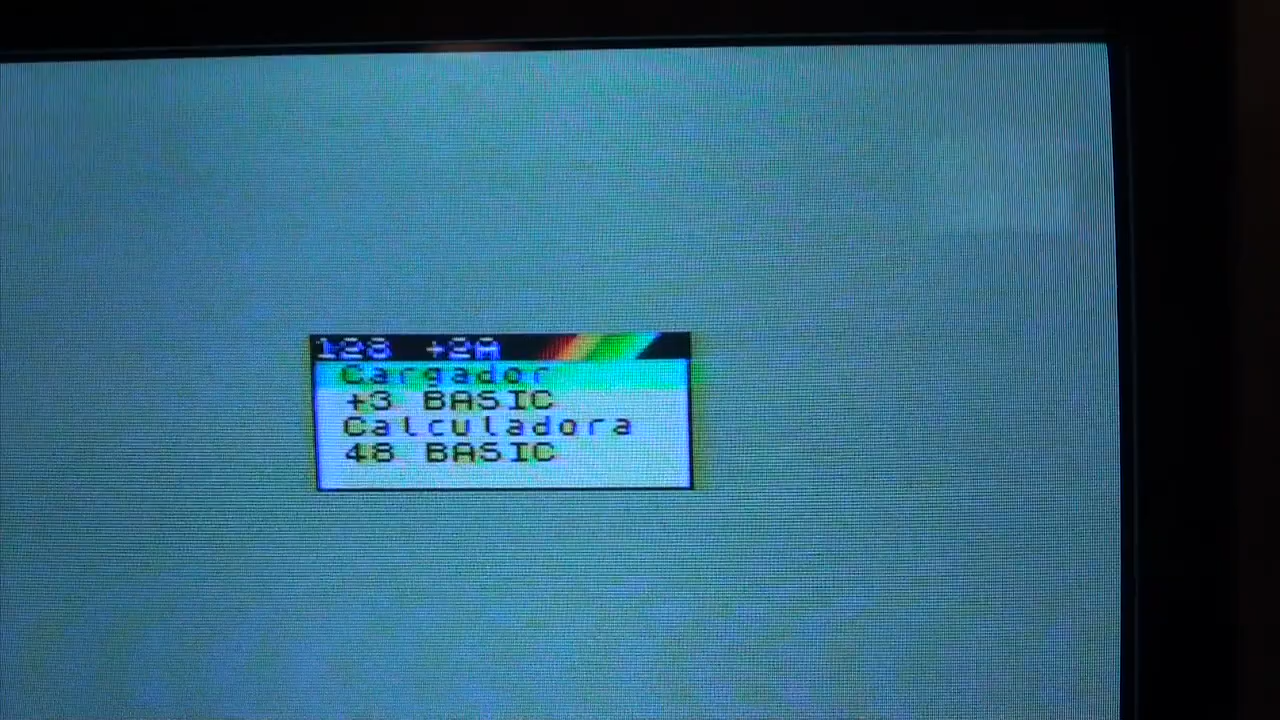 128 +2A
Cargador
+3 BASIC
Calculadora
48 BASIC